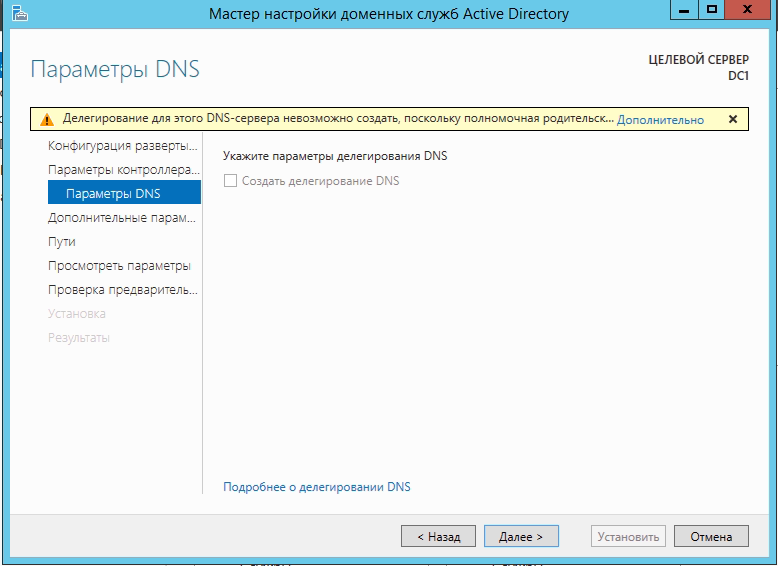 Мастер настройки доменных служб Active Directory
Параметры DNS
ЦЕЛЕВОЙ СЕРВЕР
DC1
Делегирование для этого DNS-сервера невозможно создать, поскольку полномочная родительск... Дополнительно
Конфигурация разверты...
Параметры контроллера...
Параметры DNS
Дополнительные парам...
Пути
Просмотреть параметры
Проверка предваритель...
Установка
Результаты
Укажите параметры делегирования DNS
Создать делегирование DNS
Подробнее о делегировании DNS
< Назад
Далее >
Установить
Отмена